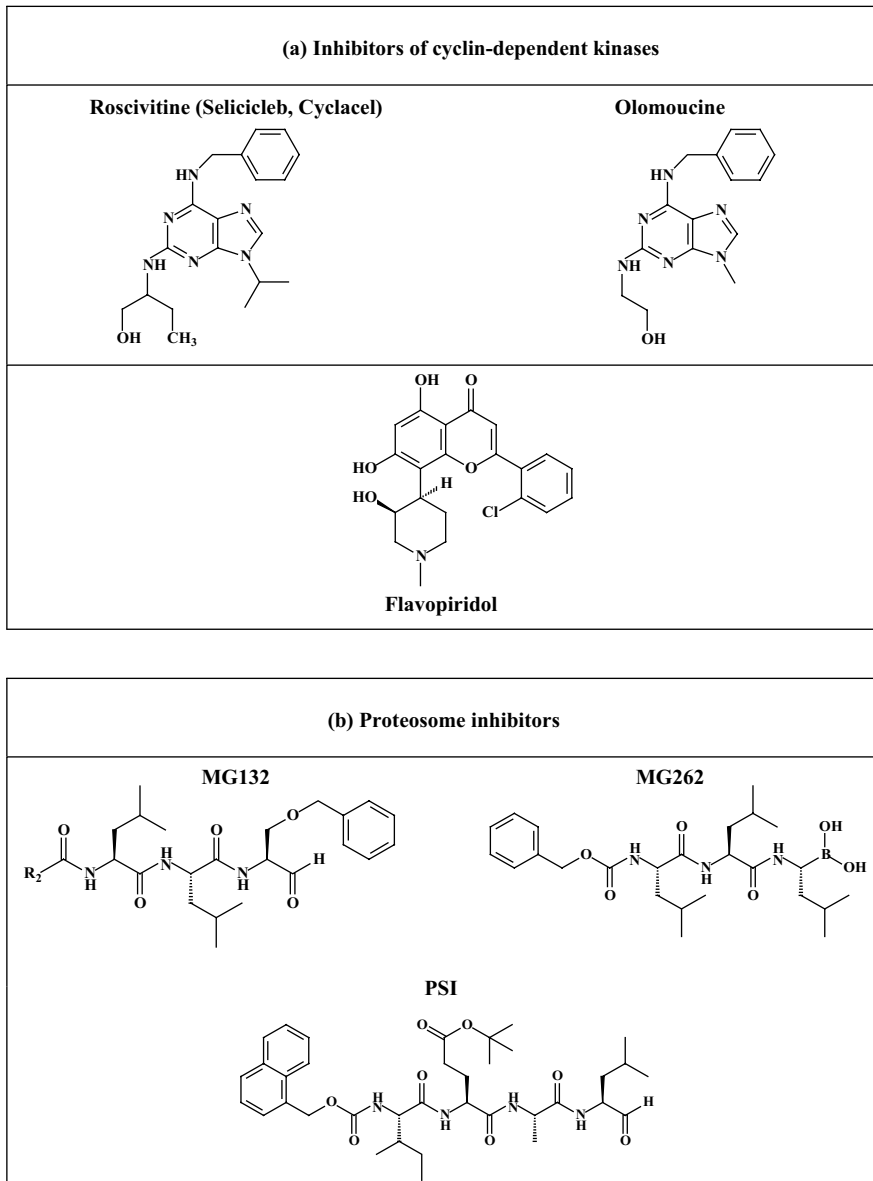 (a) Inhibitors of cyclin-dependent kinases
Roscivitine (Selicicleb, Cyclacel)
Olomoucine
HN
N
N
N
N
NH
OH
CH₃
HN
N
N
N
N
NH
OH
OH
O
HO
O
H
HO
Cl
N
Flavopiridol
(b) Proteosome inhibitors
MG132
MG262
O
R₂
N
H
O
H
N
O
N
H
O
H
O
O
O
H
N
O
N
H
O
H
N
B
OH
OH
PSI
O
O
H
N
O
O
N
H
O
O
H
N
O
N
H
O
H
O